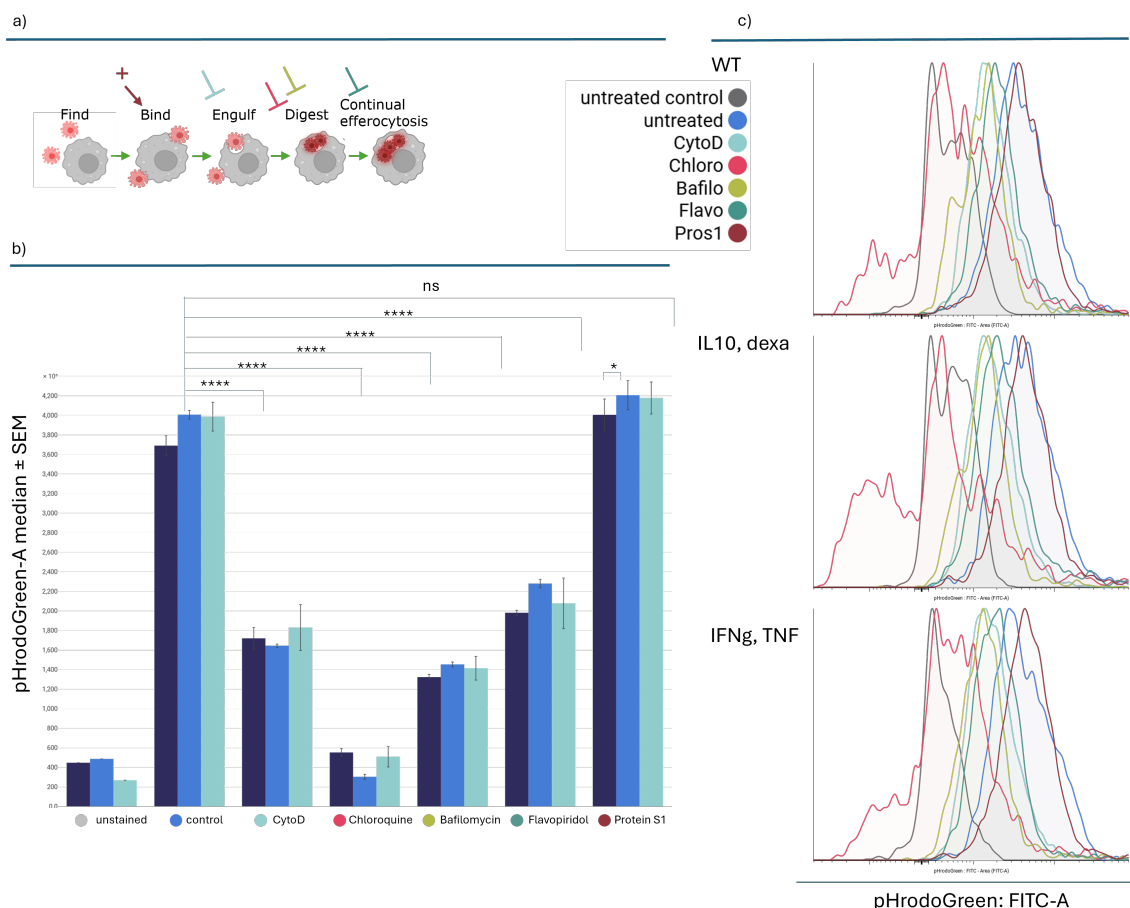 a)
c)
WT
Find
Bind
Engulf
Digest
Continual
efferocytosis
+
untreated control
untreated
CytoD
Chloro
Bafilo
Flavo
Pros1
pHrodoGreen : FITC - Area (FITC-A)
b)
ns
****
****
****
****
****
*
pHrodoGreen-A median ± SEM
4,200
3,800
3,600
3,400
3,200
3,000
2,800
2,600
2,400
2,200
2,000
1,800
1,600
1,400
1,200
1,000
800
600
400
200
0.0
unstained
control
CytoD
Chloroquine
Bafilomycin
Flavopiridol
Protein S1
IL10, dexa
pHrodoGreen : FITC - Area (FITC-A)
IFNg, TNF
pHrodoGreen : FITC - Area (FITC-A)
pHrodoGreen: FITC-A